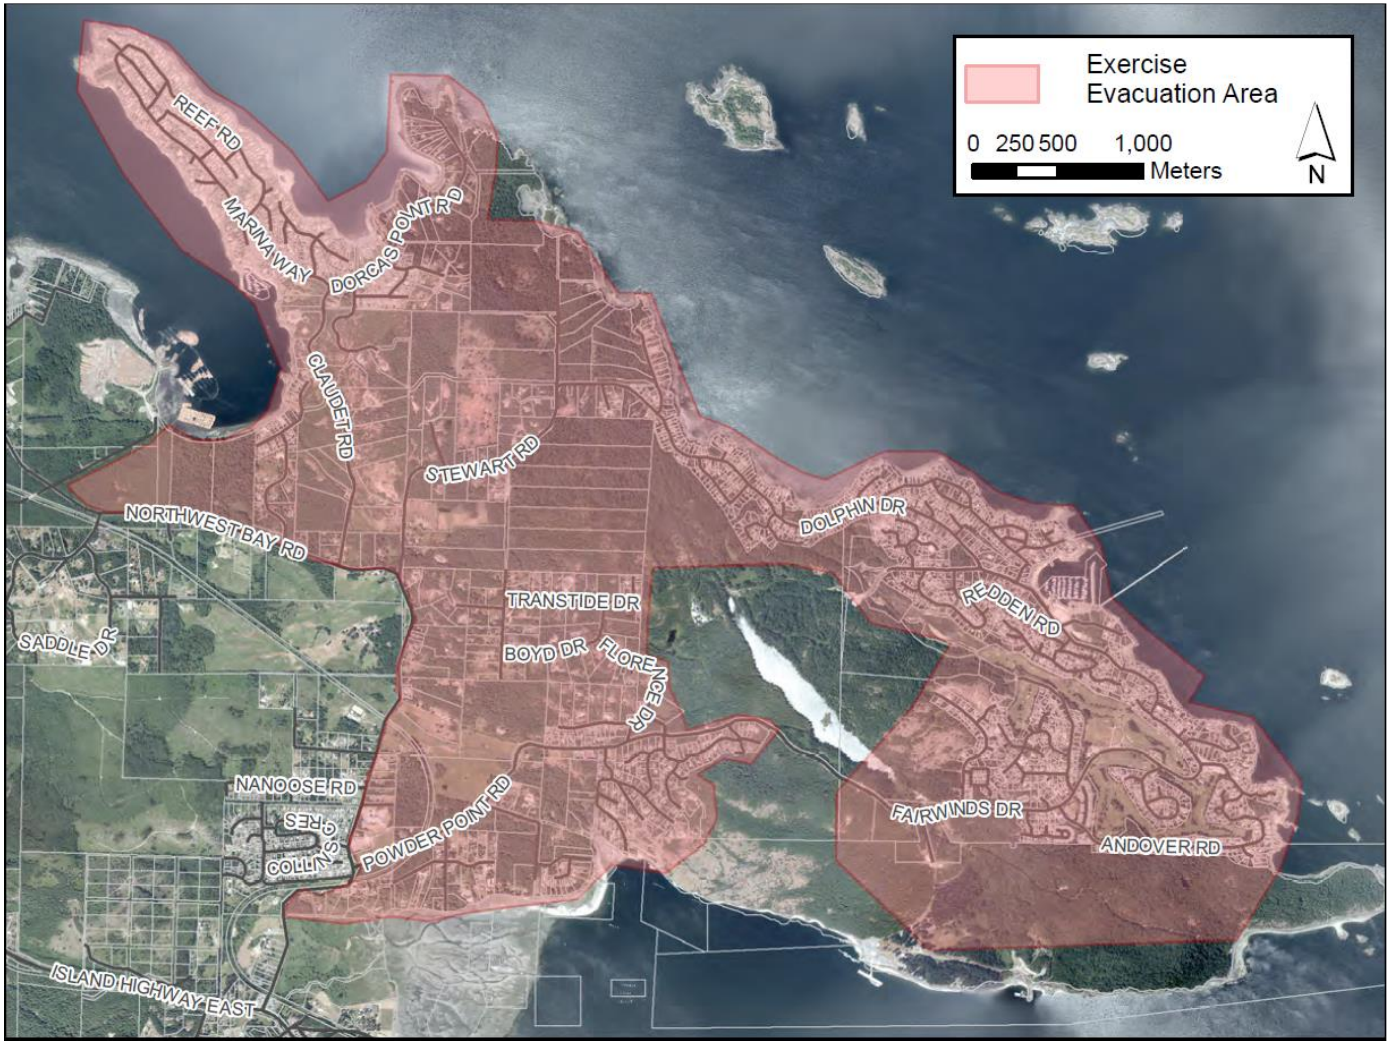 Exercise
Evacuation Area
0 250 500 1,000
Meters
N
REEF RD
MARINA WAY
DORCAS POINT RD
CLAUDET RD
STEWART RD
NORTHWEST BAY RD
DOLPHIN DR
REDDEN RD
TRANSTIDE DR
BOYD DR
FLORENCE DR
SADDLE DR
NANOOSE RD
COLLINS CRES
POWDER POINT RD
FAIRWINDS DR
ANDOVER RD
ISLAND HIGHWAY EAST